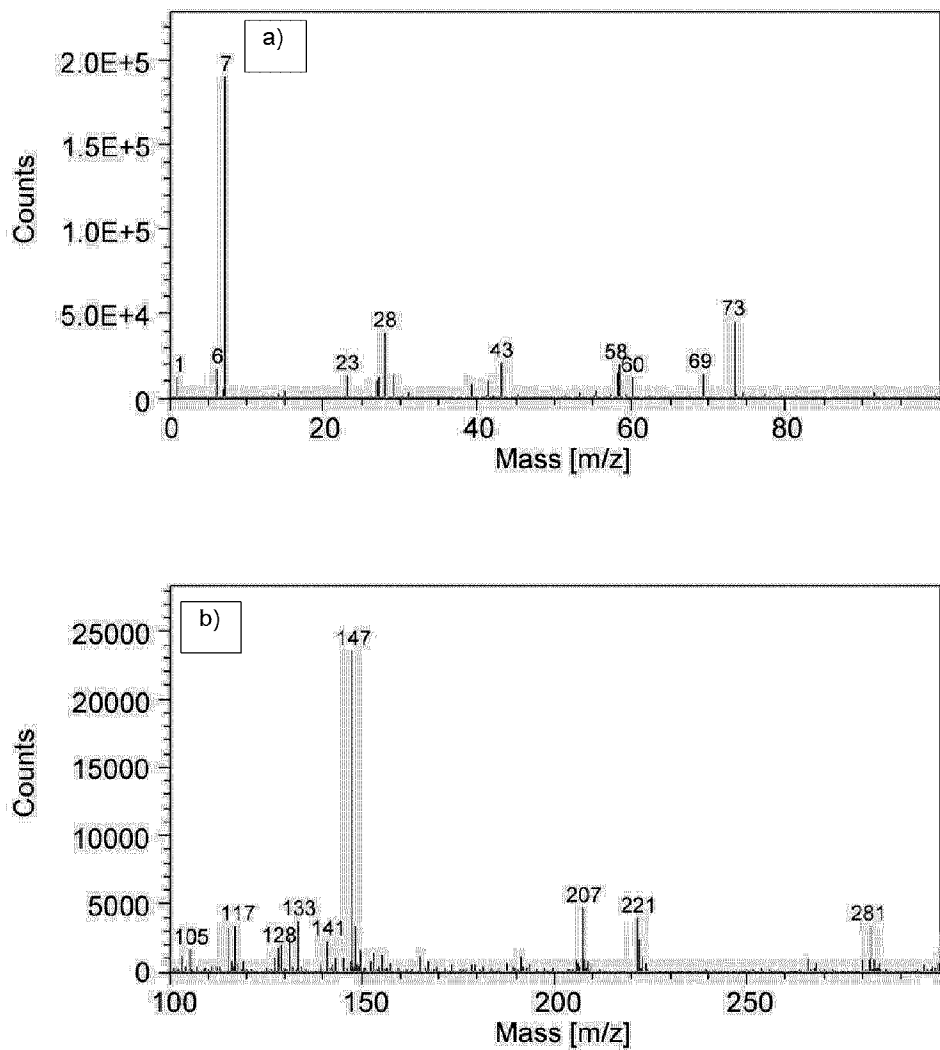 a)
2.0E+5
1.5E+5
1.0E+5
5.0E+4
0
Counts
1 6 7 23 28 43 58 60 69 73
0 20 40 60 80
Mass [m/z]
b)
25000
20000
15000
10000
5000
0
Counts
105 117 128 133 141 147 207 221 281
100 150 200 250
Mass [m/z]